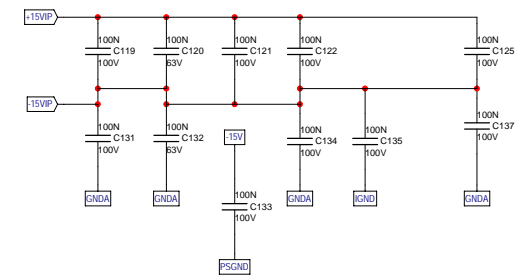 +15VIP
100N
C119
100V
100N
C120
63V
100N
C121
100V
100N
C122
100V
100N
C125
100V
-15VIP
100N
C131
100V
100N
C132
63V
-15V
100N
C134
100V
100N
C135
100V
100N
C137
100V
GNDA
GNDA
100N
C133
100V
GNDA
IGND
GNDA
PSGND